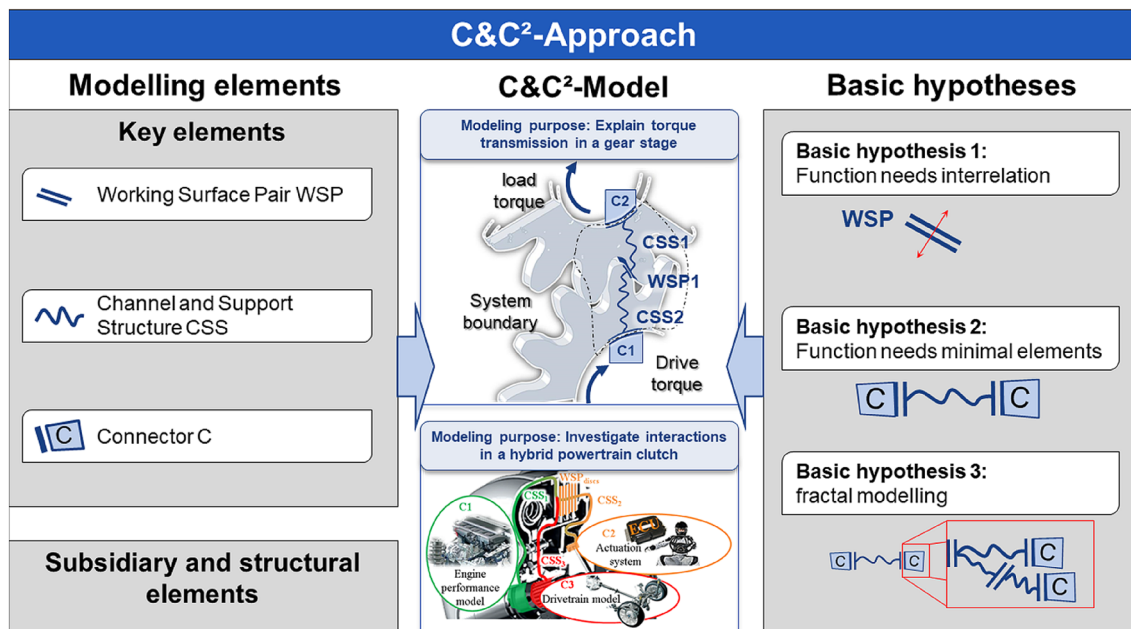 C&C²-Approach
Modelling elements
Key elements
Working Surface Pair WSP
Channel and Support
Structure CSS
C
Connector C
Subsidiary and structural
elements
C&C²-Model
Modeling purpose: Explain torque
transmission in a gear stage
load
torque
C2
CSS1
WSP1
System
boundary
CSS2
C1
Drive
torque
Modeling purpose: Investigate interactions
in a hybrid powertrain clutch
WSP discs
CSS1
CSS2
C1
ECU
C2
Actuation
system
Engine
performance
model
CSS3
C3
Drivetrain model
Basic hypotheses
Basic hypothesis 1:
Function needs interrelation
WSP
Basic hypothesis 2:
Function needs minimal elements
C C
Basic hypothesis 3:
fractal modelling
C C C
C